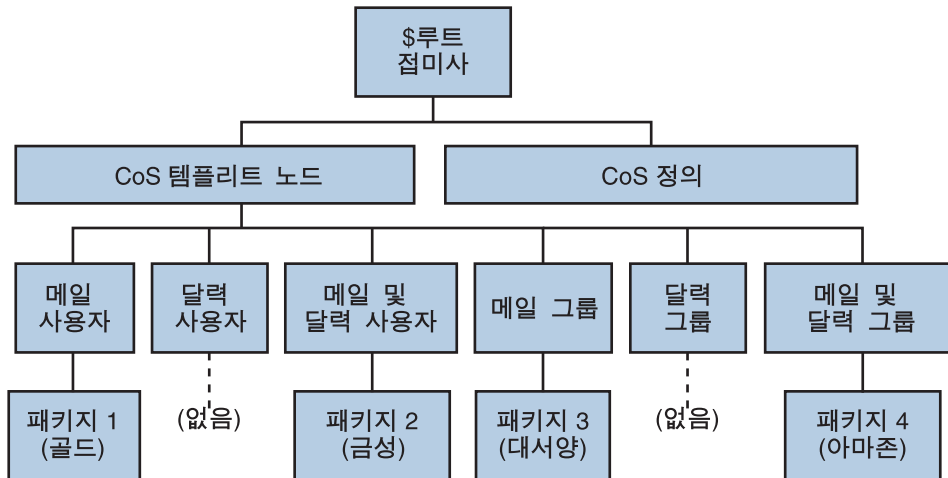 $루트
접미사
CoS 템플리트 노드
CoS 정의
메일
사용자
달력
사용자
메일 및
달력 사용자
메일 그룹
달력
그룹
메일 및
달력 그룹
패키지 1
(골드)
(없음)
패키지 2
(금성)
패키지 3
(대서양)
(없음)
패키지 4
(아마존)